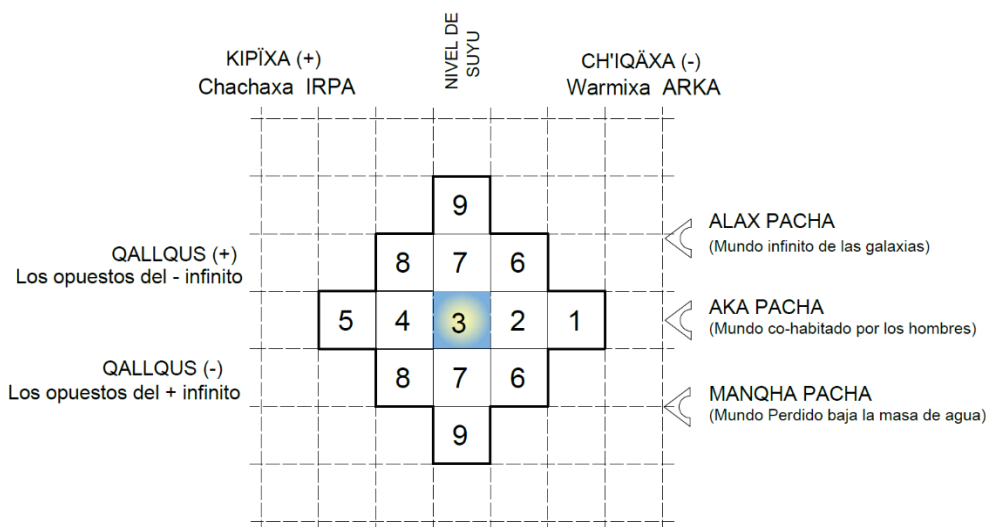 NIVEL DE
SUYU
KIPÏXA (+)
Chachaxa IRPA
CH'IQÄXA (-)
Warmixa ARKA
9
8 7 6
5 4 3 2 1
8 7 6
9
QALLQUS (+)
Los opuestos del - infinito
QALLQUS (-)
Los opuestos del + infinito
ALAX PACHA
(Mundo infinito de las galaxias)
AKA PACHA
(Mundo co-habitado por los hombres)
MANQHA PACHA
(Mundo Perdido baja la masa de agua)